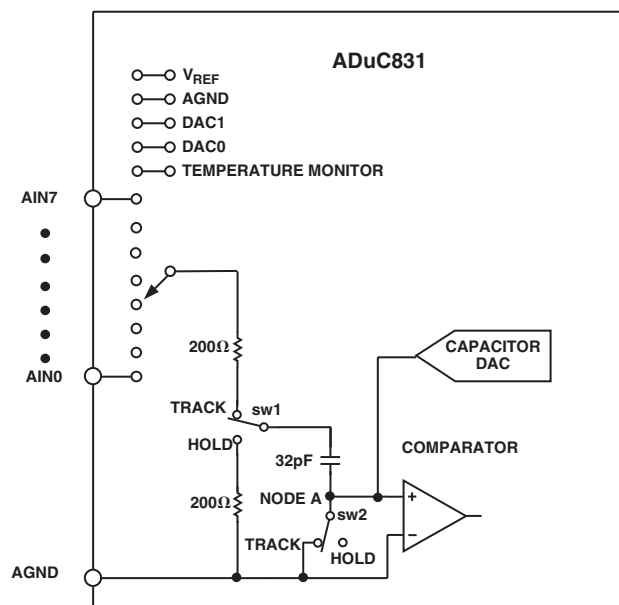 ADuC831
VREF
AGND
DAC1
DAC0
TEMPERATURE MONITOR
AIN7
AIN0
200Ω
CAPACITOR
DAC
TRACK
sw1
HOLD
COMPARATOR
32pF
200Ω
NODE A
+
sw2
−
TRACK
HOLD
AGND